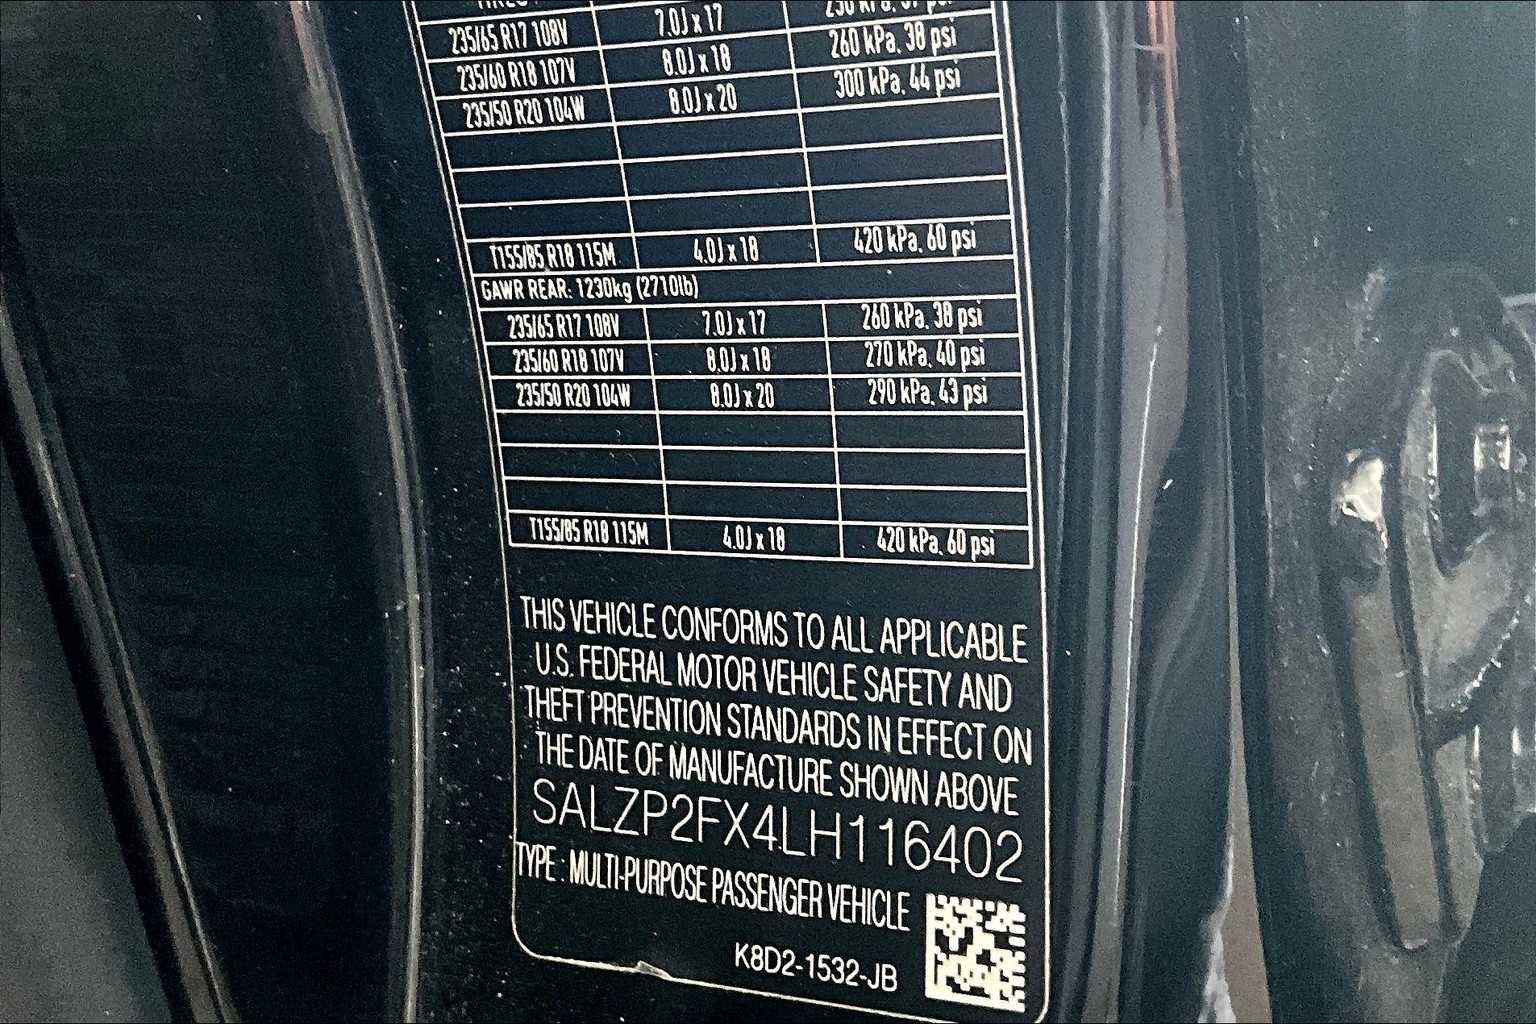 235/65 R17 108V 7.0J x 17
235/60 R18 107V 8.0J x 18 260 kPa, 38 psi
235/50 R20 104W 8.0J x 20 300 kPa, 44 psi
T155/85 R18 115M 4.0J x 18 420 kPa, 60 psi
GAWR REAR: 1230kg (2710lb)
235/65 R17 108V 7.0J x 17 260 kPa, 38 psi
235/60 R18 107V 8.0J x 18 270 kPa, 40 psi
235/50 R20 104W 8.0J x 20 290 kPa, 43 psi
T155/85 R18 115M 4.0J x 18 420 kPa, 60 psi
THIS VEHICLE CONFORMS TO ALL APPLICABLE
U.S. FEDERAL MOTOR VEHICLE SAFETY AND
THEFT PREVENTION STANDARDS IN EFFECT ON
THE DATE OF MANUFACTURE SHOWN ABOVE
SALZP2FX4LH116402
TYPE : MULTI-PURPOSE PASSENGER VEHICLE
K8D2-1532-JB